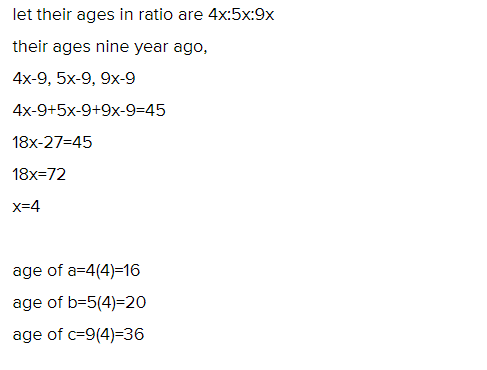 let their ages in ratio are 4x:5x:9x
their ages nine year ago,
4x-9, 5x-9, 9x-9
4x-9+5x-9+9x-9=45
18x-27=45
18x=72
x=4
age of a=4(4)=16
age of b=5(4)=20
age of c=9(4)=36